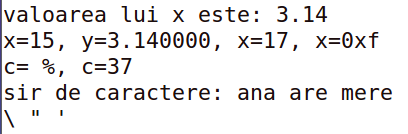 valoarea lui x este: 3.14
x=15, y=3.140000, x=17, x=0xf
c= %, c=37
sir de caractere: ana are mere
\ " '